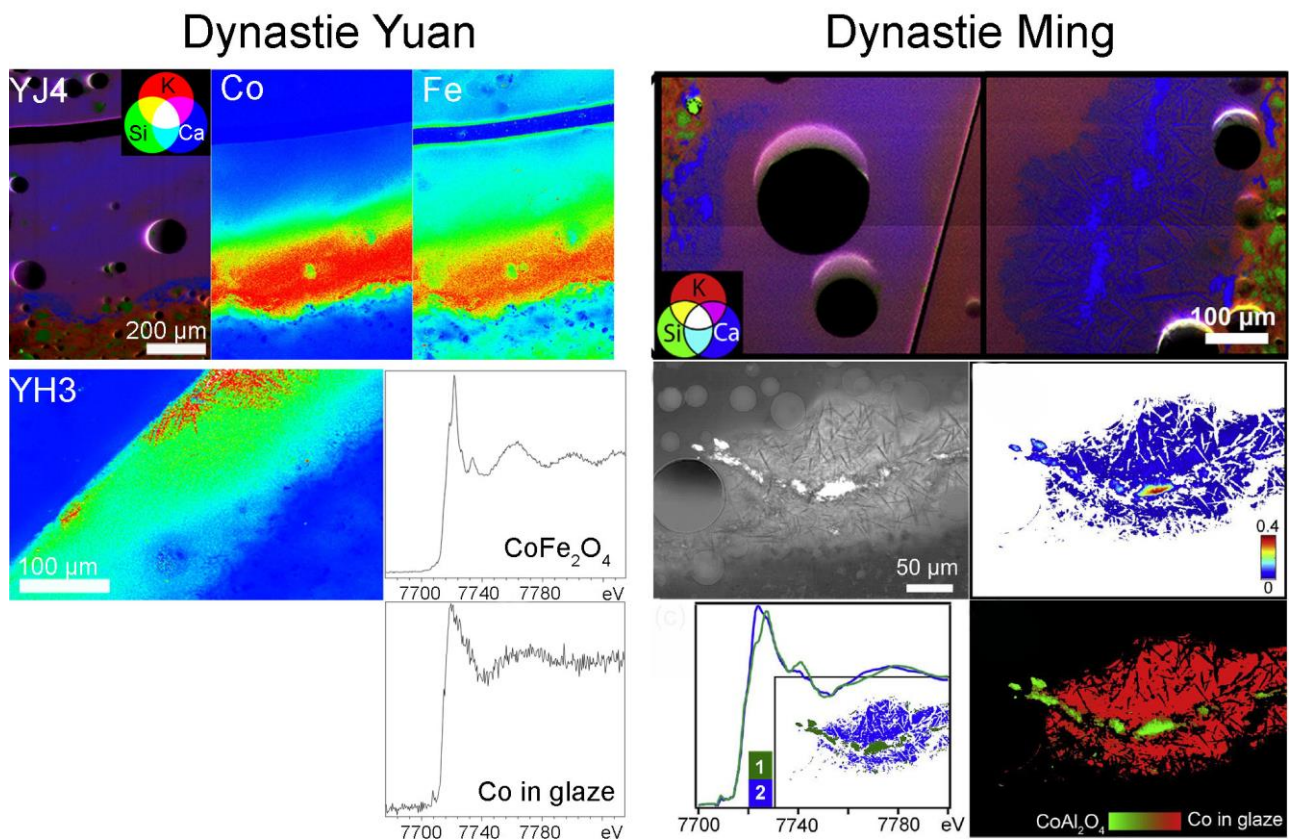 Dynastie Yuan
Dynastie Ming
YJ4
K
Si
Ca
200 µm
Co
Fe
K
Si
Ca
100 µm
YH3
100 µm
CoFe₂O₄
7700 7740 7780 eV
50 µm
0.4
0
Co in glaze
7700 7740 7780 eV
(c)
1
2
7700 7740 7780 eV
CoAl₂O₄ Co in glaze